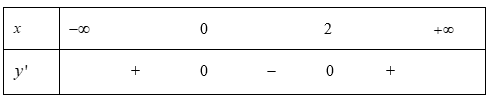 x −∞ 0 2 +∞
y' + 0 − 0 +